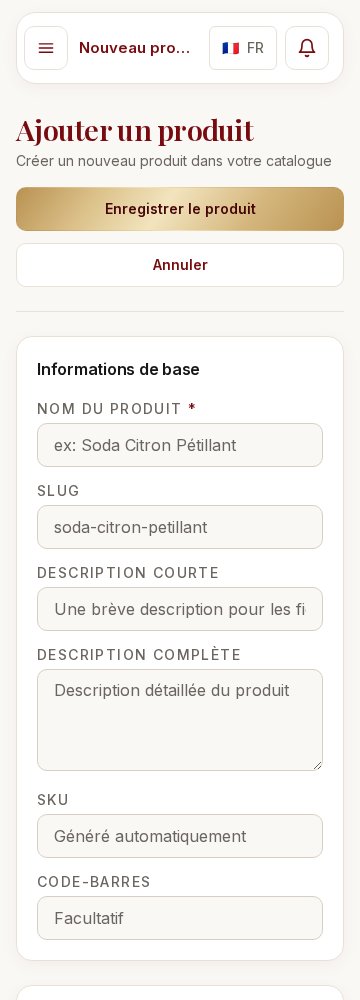 Nouveau pro...
FR
Ajouter un produit
Créer un nouveau produit dans votre catalogue
Enregistrer le produit
Annuler
Informations de base
NOM DU PRODUIT *
ex: Soda Citron Pétillant
SLUG
soda-citron-petillant
DESCRIPTION COURTE
Une brève description pour les fi
DESCRIPTION COMPLÈTE
Description détaillée du produit
SKU
Généré automatiquement
CODE-BARRES
Facultatif